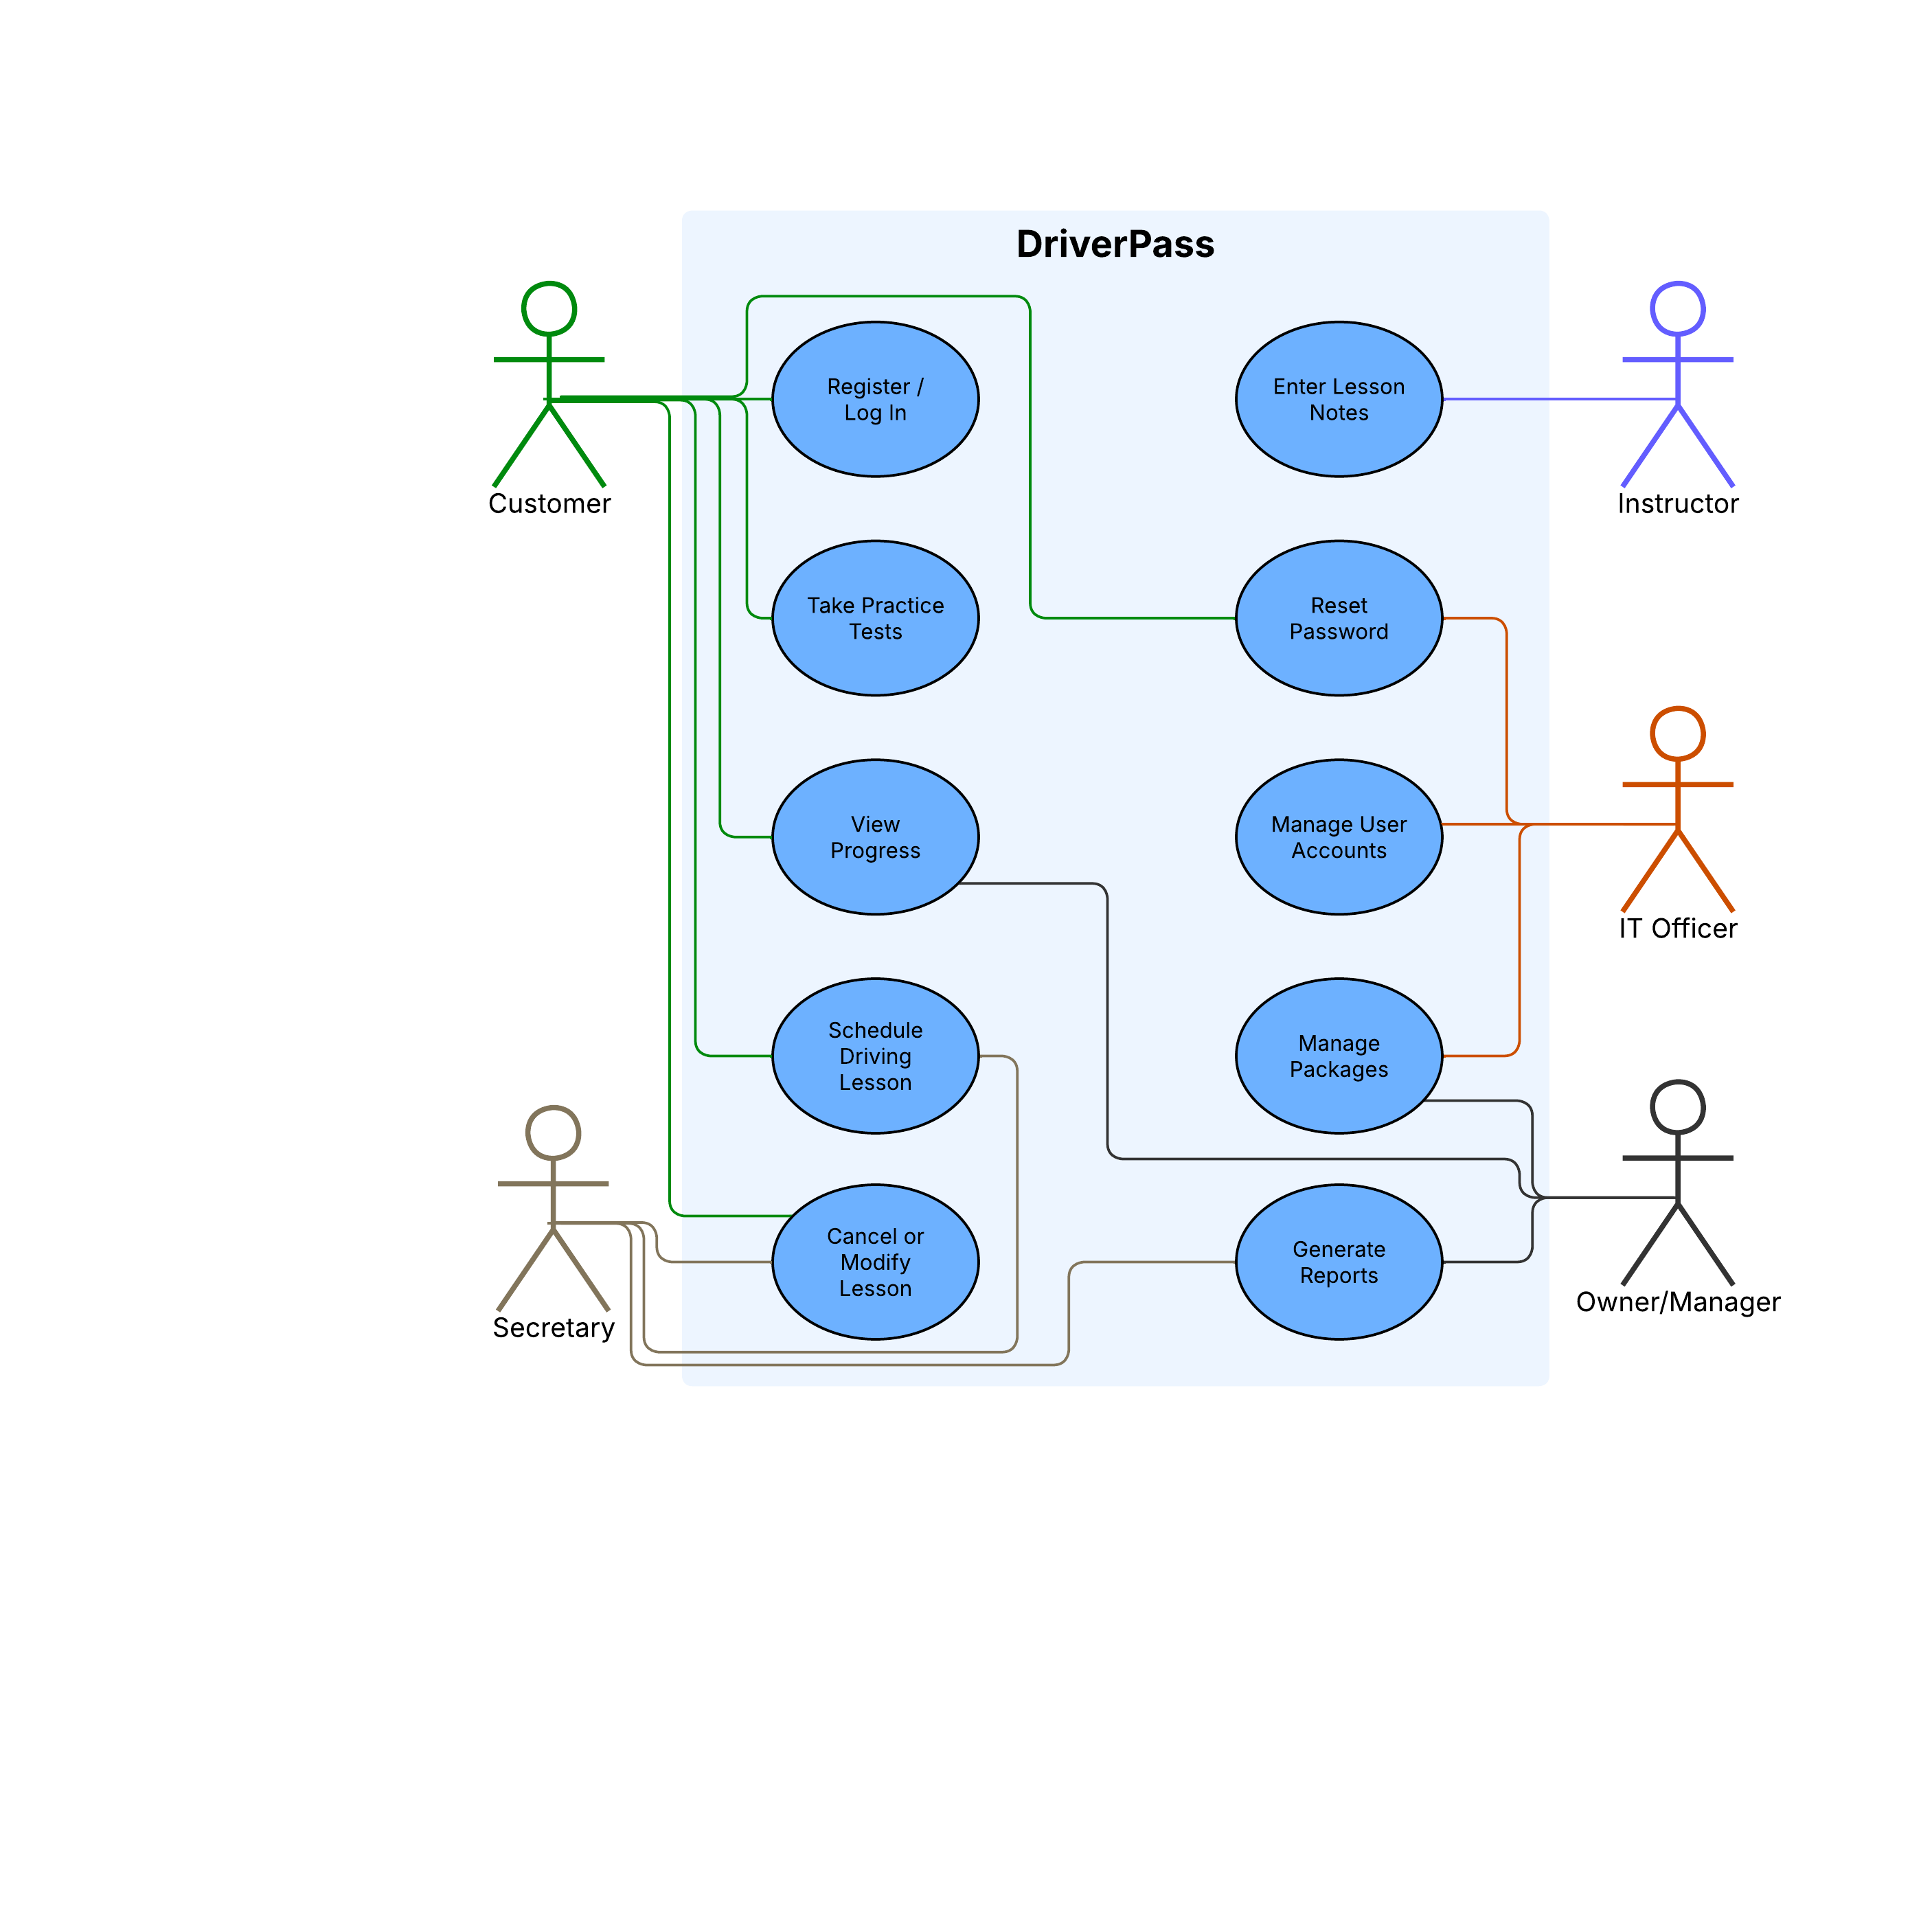 DriverPass
Customer
Register /
Log In
Enter Lesson
Notes
Instructor
Take Practice
Tests
Reset
Password
View
Progress
Manage User
Accounts
IT Officer
Schedule
Driving
Lesson
Manage
Packages
Secretary
Cancel or
Modify
Lesson
Generate
Reports
Owner/Manager